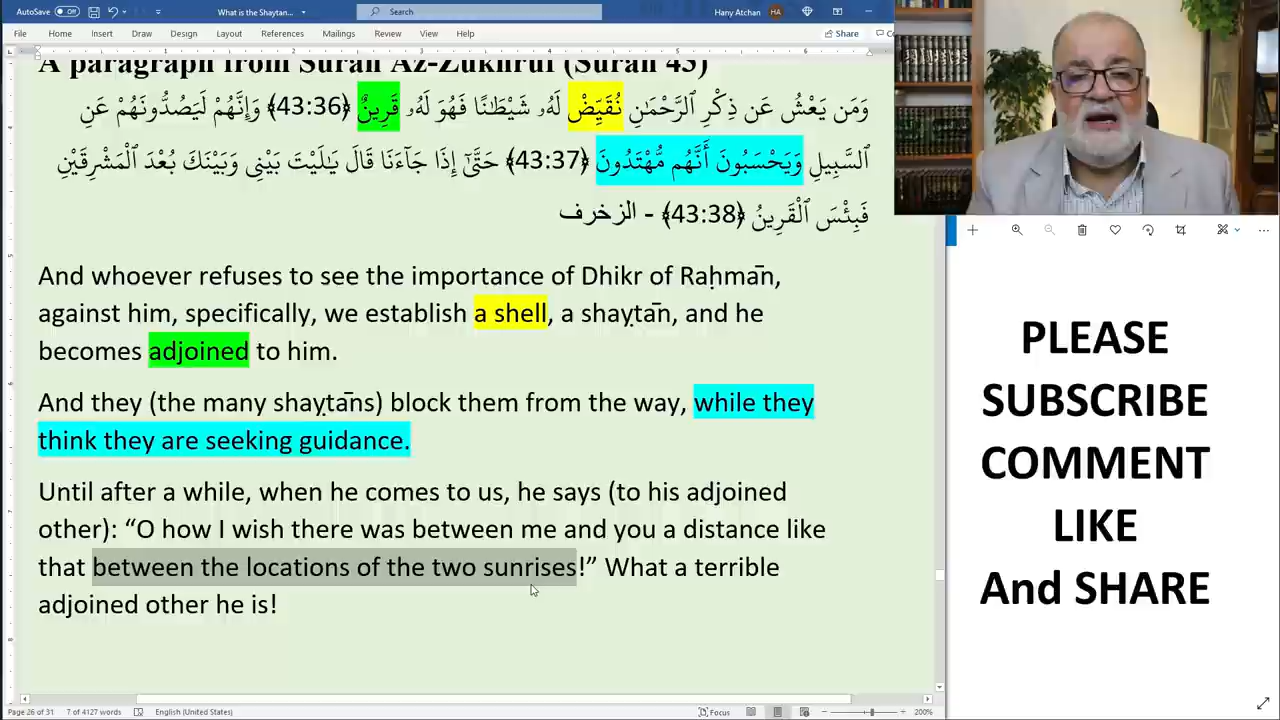 AutoSave Off
What is the Shaytan...
Search
Hany Atchan HA
File Home Insert Draw Design Layout References Mailings Review View Help
Share
A paragraph from Surah Az-Zukhruf (Surah 43)
وَمَن يَعْشُ عَن ذِكْرِ ٱلرَّحْمَـٰنِ نُقَيِّضْ لَهُۥ شَيْطَـٰنًا فَهُوَ لَهُۥ قَرِينٌ ﴿43:36﴾ وَإِنَّهُمْ لَيَصُدُّونَهُمْ عَنِ
ٱلسَّبِيلِ وَيَحْسَبُونَ أَنَّهُم مُّهْتَدُونَ ﴿43:37﴾ حَتَّىٰٓ إِذَا جَآءَنَا قَالَ يَـٰلَيْتَ بَيْنِى وَبَيْنَكَ بُعْدَ ٱلْمَشْرِقَيْنِ
فَبِئْسَ ٱلْقَرِينُ ﴿43:38﴾ - الزخرف
And whoever refuses to see the importance of Dhikr of Raḥmān,
against him, specifically, we establish a shell, a shayṭān, and he
becomes adjoined to him.
And they (the many shayṭāns) block them from the way, while they
think they are seeking guidance.
Until after a while, when he comes to us, he says (to his adjoined
other): “O how I wish there was between me and you a distance like
that between the locations of the two sunrises!” What a terrible
adjoined other he is!
PLEASE
SUBSCRIBE
COMMENT
LIKE
And SHARE
Page 26 of 31 7 of 4127 words English (United States)
Focus
200%